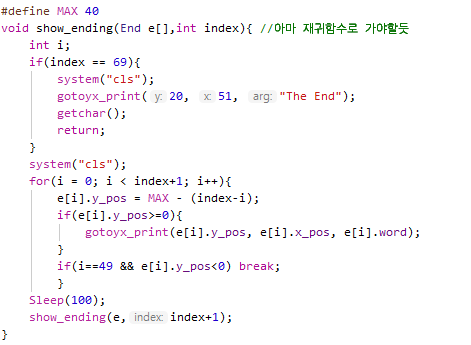 #define MAX 40
void show_ending(End e[],int index){ //아마 재귀함수로 가야할듯
    int i;
    if(index == 69){
        system("cls");
        gotoyx_print( y: 20, x: 51, arg: "The End");
        getchar();
        return;
    }
    system("cls");
    for(i = 0; i < index+1; i++){
        e[i].y_pos = MAX - (index-i);
        if(e[i].y_pos>=0){
            gotoyx_print(e[i].y_pos, e[i].x_pos, e[i].word);
        }
        if(i==49 && e[i].y_pos<0) break;
        }
    Sleep(100);
    show_ending(e, index: index+1);
}